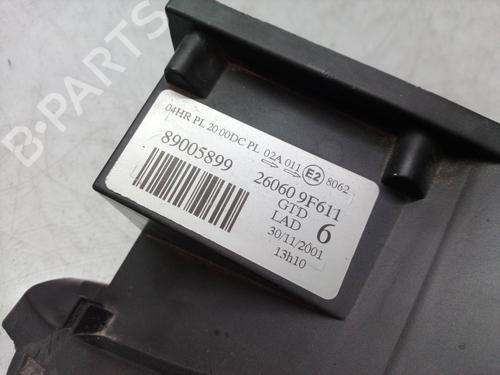 B-PARTS
04HR PL 20 00DC PL 02A 011 E2 8062
89005899
26060 9F611
GTD
LAD 6
30/11/2001
13h10